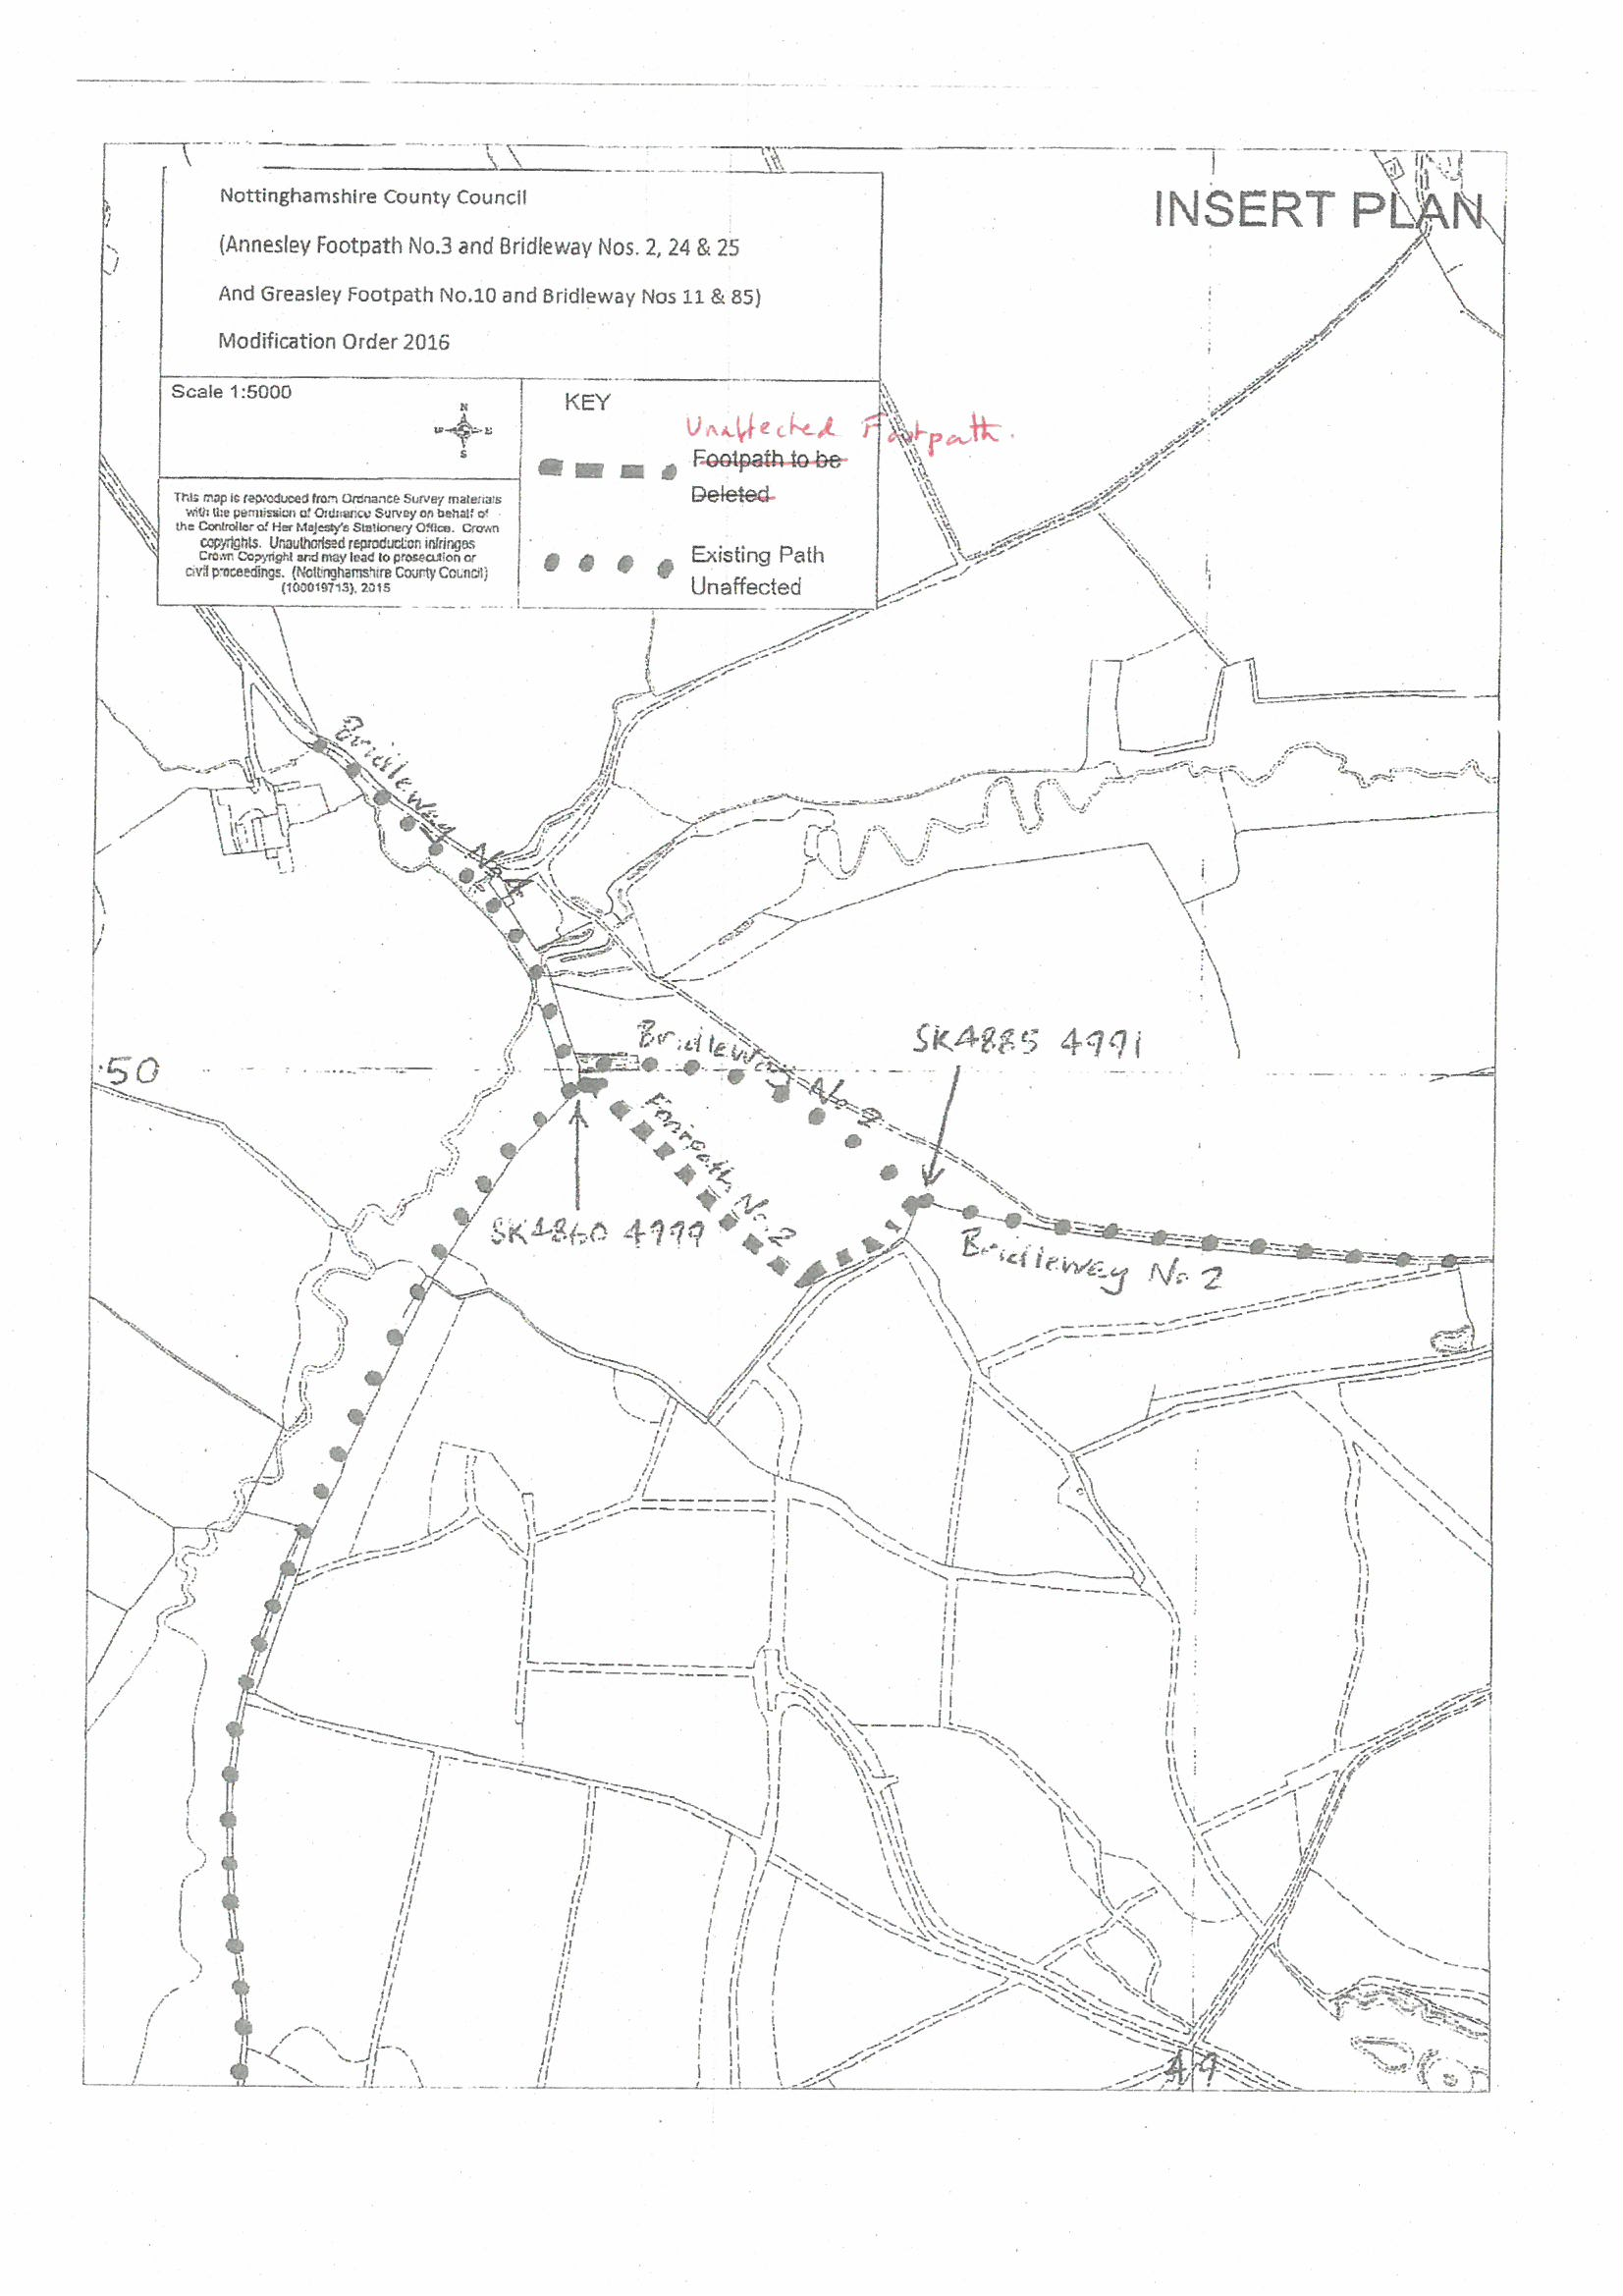 Nottinghamshire County Council
(Annesley Footpath No.3 and Bridleway Nos. 2, 24 & 25
And Greasley Footpath No.10 and Bridleway Nos 11 & 85)
Modification Order 2016
INSERT PLAN
Scale 1:5000
N
W E
S
This map is reproduced from Ordnance Survey materials
with the permission of Ordnance Survey on behalf of
the Controller of Her Majesty's Stationery Office. Crown
copyrights. Unauthorised reproduction infringes
Crown Copyright and may lead to prosecution or
civil proceedings. (Nottinghamshire County Council)
(100019713), 2015
KEY
Unaffected Footpath.
Footpath to be
Deleted
Existing Path
Unaffected
Bridleway No. 4
Bridleway No 2
SK4885 4991
50
Footpath No. 2
SK4860 4999
Bridleway No 2
49